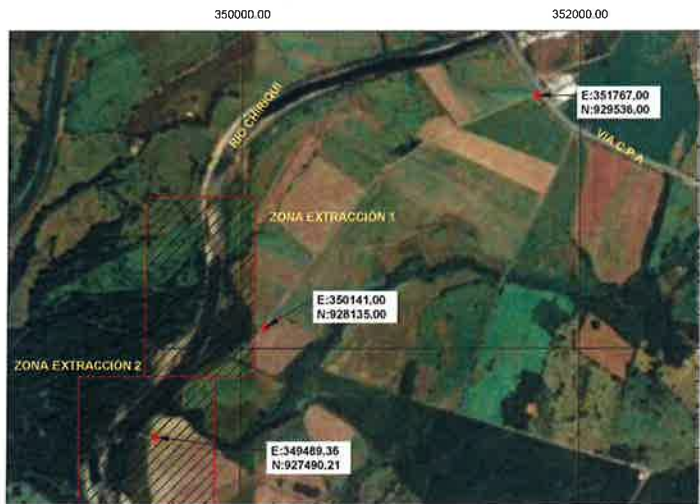 350000.00
352000.00
E:351767,00
N:929536,00
RÍO CHIRIQUI
VIA C.P.A.
ZONA EXTRACCIÓN 1
E:350141,00
N:928135,00
ZONA EXTRACCIÓN 2
E:349489,36
N:927490.21